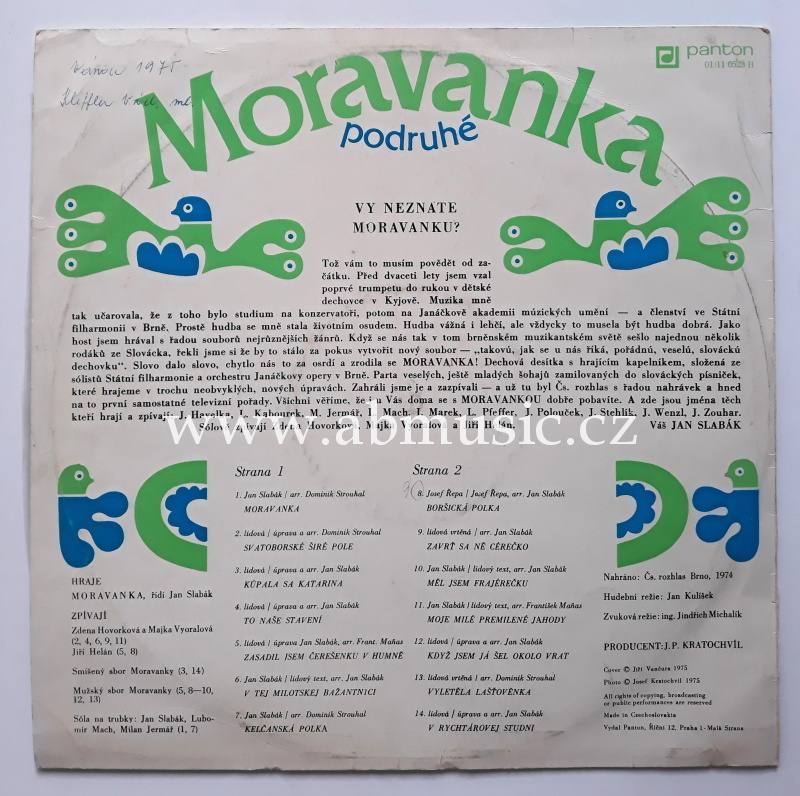 Vánoce 1975
panton
01/11 0528 H
Moravanka
podruhé
VY NEZNATE
MORAVANKU?
Tož vám to musím povědět od za-
čátku. Před dvaceti lety jsem vzal
poprvé trumpetu do rukou v dětské
dechovce v Kyjově. Muzika mně
tak učarovala, že z toho bylo studium na konzervatoři, potom na Janáčkově akademii múzických umění — a členství ve Státní
filharmonii v Brně. Prostě hudba se mně stala životním osudem. Hudba vážná i lehčí, ale vždycky to musela být hudba dobrá. Jako
host jsem hrával s řadou souborů nejrůznějších žánrů. Když se nás tak v tom brněnském muzikantském světě sešlo najednou několik
rodáků ze Slovácka, řekli jsme si že by to stálo za pokus vytvořit nový soubor — „takovú, jak se u nás říká, pořádnú, veselú, slováckú
dechovku". Slovo dalo slovo, chytlo nás to za osrdí a zrodila se MORAVANKA! Dechová desítka s hrajícím kapelníkem, složená ze
sólistů Státní filharmonie a orchestru Janáčkovy opery v Brně. Parta veselých, ještě mladých šohajů zamilovaných do slováckých písniček,
které hrajeme v trochu neobvyklých, nových úpravách. Zahráli jsme je a zazpívali — a už tu byl Čs. rozhlas s řadou nahrávek a hned
na to první samostatné televizní pořady. Všichni věříme, že i u Vás doma se s MORAVANKOU dobře pobavíte. A zde jsou jména těch
kteří hrají a zpívají: J. Havelka, L. Kabourek, M. Jermář, L. Mach, J. Marek, L. Pfeffer, J. Polouček, J. Stehlík, J. Wenzl, J. Zouhar.
Sólově zpívají Zdena Hovorková, Majka Vyoralová a Jiří Helán.
Váš JAN SLABÁK
www.abmusic.cz
Strana 1
1. Jan Slabák / arr. Dominik Strouhal
MORAVANKA
2. lidová / úprava a arr. Dominik Strouhal
SVATOBORSKÉ ŠIRÉ POLE
3. lidová / úprava a arr. Jan Slabák
KÚPALA SA KATARINA
4. lidová / úprava a arr. Jan Slabák
TO NAŠE STAVENÍ
5. lidová / úprava Jan Slabák, arr. Frant. Maňas
ZASADIL JSEM ČEREŠENKU V HUMNĚ
6. Jan Slabák / lidový text, arr. Jan Slabák
V TEJ MILOTSKEJ BAŽANTNICI
7. Jan Slabák / arr. Dominik Strouhal
KELČANSKÁ POLKA
Strana 2
8. Josef Řepa / Josef Řepa, arr. Jan Slabák
BORŠICKÁ POLKA
9. lidová vrtěná / arr. Jan Slabák
ZAVRŤ SA NĚ CÉREČKO
10. Jan Slabák / lidový text, arr. Jan Slabák
MĚL JSEM FRAJÉREČKU
11. Jan Slabák / lidový text, arr. František Maňas
MOJE MILÉ PREMILENÉ JAHODY
12. lidová / úprava a arr. Jan Slabák
KDYŽ JSEM JÁ ŠEL OKOLO VRAT
13. lidová vrtěná / arr. Dominik Strouhal
VYLETĚLA LAŠTOVĚNKA
14. lidová / úprava a arr. Jan Slabák
V RYCHTÁROVEJ STUDNI
HRAJE
MORAVANKA, řídí Jan Slabák
ZPÍVAJÍ
Zdena Hovorková a Majka Vyoralová
(2, 4, 6, 9, 11)
Jiří Helán (5, 8)
Smíšený sbor Moravanky (3, 14)
Mužský sbor Moravanky (5, 8—10,
12, 13)
Sóla na trubky: Jan Slabák, Lubo-
mír Mach, Milan Jermář (1, 7)
Nahráno: Čs. rozhlas Brno, 1974
Hudební režie: Jan Kulíšek
Zvuková režie: ing. Jindřich Michalík
PRODUCENT: J. P. KRATOCHVÍL
Cover © Jiří Vančura 1975
Photo © Josef Kratochvíl 1975
All rights of copying, broadcasting
or public performances are reserved
Made in Czechoslovakia
Vydal Panton, Říční 12, Praha 1 - Malá Strana